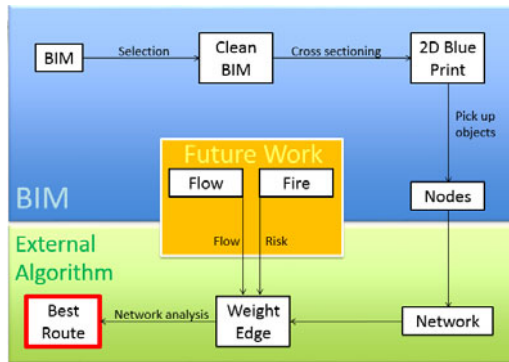 BIM
Selection
Clean
BIM
Cross sectioning
2D Blue
Print
Pick up
objects
Future Work
Flow
Fire
BIM
Nodes
Flow
Risk
External
Algorithm
Best
Route
Network analysis
Weight
Edge
Network